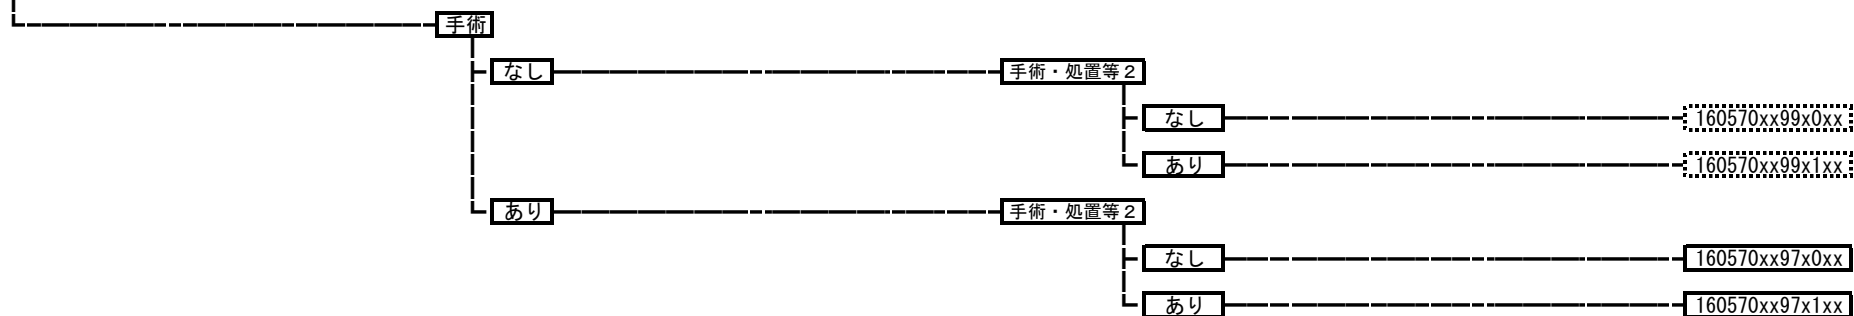 手術
なし 手術・処置等２
なし 160570xx99x0xx
あり 160570xx99x1xx
あり 手術・処置等２
なし 160570xx97x0xx
あり 160570xx97x1xx